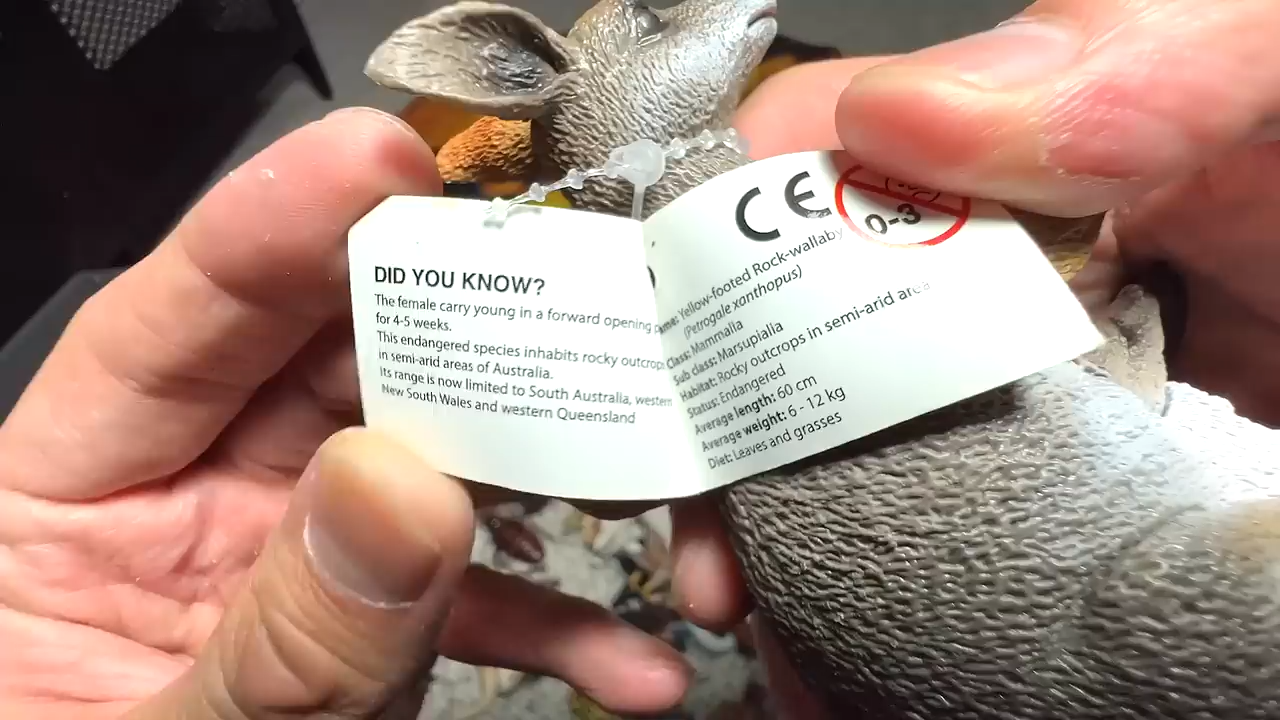 DID YOU KNOW?
The female carry young in a forward opening
for 4-5 weeks.
This endangered species inhabits rocky outcrops
in semi-arid areas of Australia.
Its range is now limited to South Australia, western
New South Wales and western Queensland
CE
0-3
Yellow-footed Rock-wallaby
(Petrogale xanthopus)
Class: Mammalia
Sub class: Marsupialia
Habitat: Rocky outcrops in semi-arid area
Status: Endangered
Average length: 60 cm
Average weight: 6 - 12 kg
Diet: Leaves and grasses